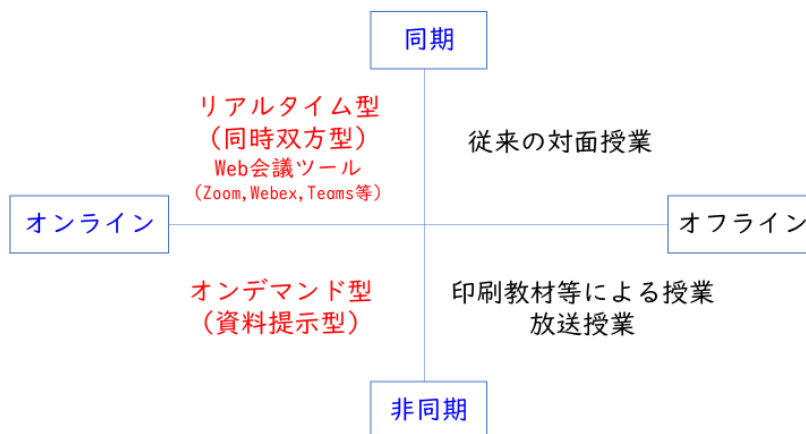 同期
リアルタイム型
(同時双方型)
Web会議ツール
(Zoom,Webex,Teams等)
従来の対面授業
オンライン
オフライン
オンデマンド型
(資料提示型)
印刷教材等による授業
放送授業
非同期